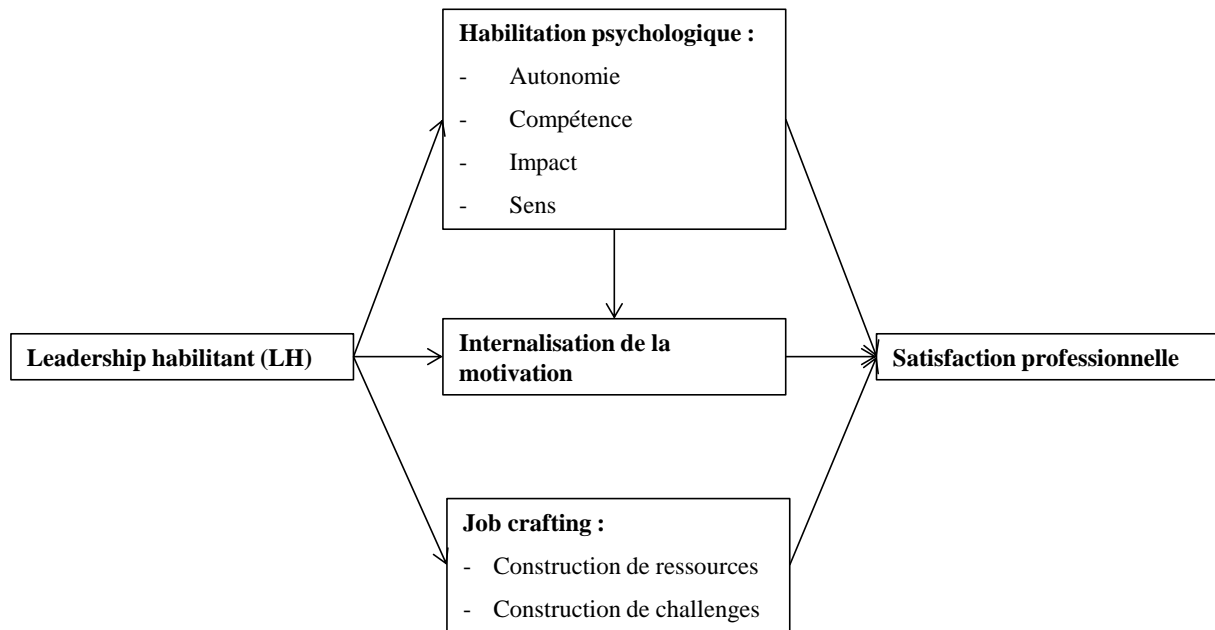 Habilitation psychologique :
- Autonomie
- Compétence
- Impact
- Sens
Leadership habilitant (LH)
Internalisation de la
motivation
Satisfaction professionnelle
Job crafting :
- Construction de ressources
- Construction de challenges